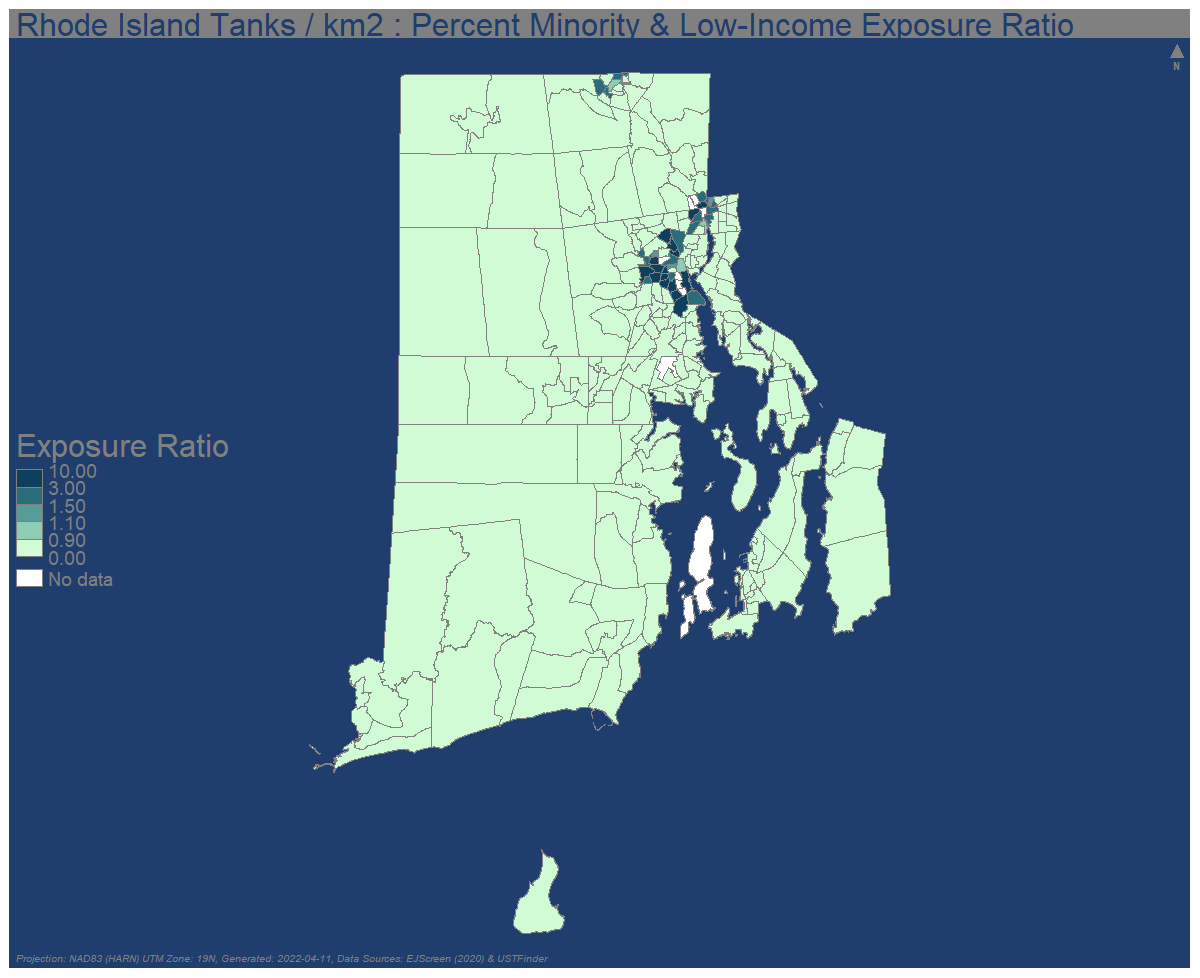 Rhode Island Tanks / km2 : Percent Minority & Low-Income Exposure Ratio
N
Exposure Ratio
10.00
3.00
1.50
1.10
0.90
0.00
No data
Projection: NAD83 (HARN) UTM Zone: 19N, Generated: 2022-04-11, Data Sources: EJScreen (2020) & USTFinder